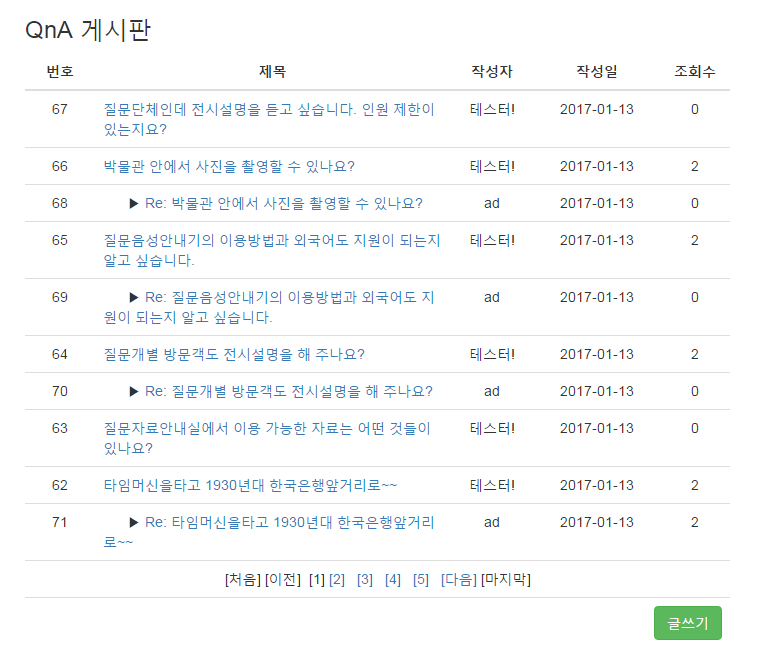 QnA 게시판
번호 제목 작성자 작성일 조회수
67 질문단체인데 전시설명을 듣고 싶습니다. 인원 제한이 테스터! 2017-01-13 0
있는지요?
66 박물관 안에서 사진을 촬영할 수 있나요? 테스터! 2017-01-13 2
68 ▶ Re: 박물관 안에서 사진을 촬영할 수 있나요? ad 2017-01-13 0
65 질문음성안내기의 이용방법과 외국어도 지원이 되는지 테스터! 2017-01-13 2
알고 싶습니다.
69 ▶ Re: 질문음성안내기의 이용방법과 외국어도 지 ad 2017-01-13 0
원이 되는지 알고 싶습니다.
64 질문개별 방문객도 전시설명을 해 주나요? 테스터! 2017-01-13 2
70 ▶ Re: 질문개별 방문객도 전시설명을 해 주나요? ad 2017-01-13 0
63 질문자료안내실에서 이용 가능한 자료는 어떤 것들이 테스터! 2017-01-13 0
있나요?
62 타임머신을타고 1930년대 한국은행앞거리로~~ 테스터! 2017-01-13 2
71 ▶ Re: 타임머신을타고 1930년대 한국은행앞거리 ad 2017-01-13 2
로~~
[처음] [이전] [1] [2] [3] [4] [5] [다음] [마지막]
글쓰기